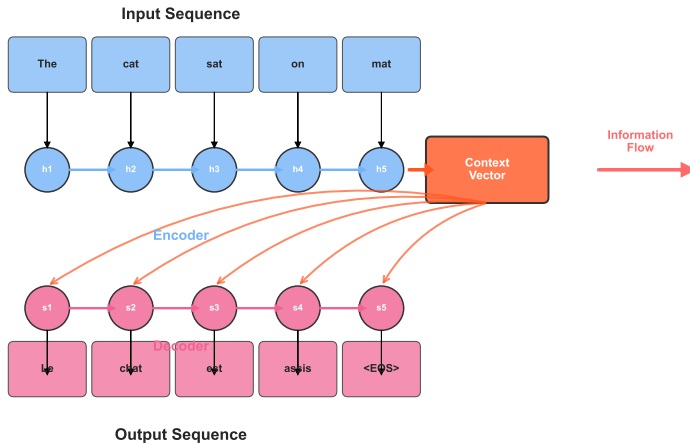 Input Sequence
The cat sat on mat
Information
Flow
h1 h2 h3 h4 h5
Context
Vector
Encoder
s1 s2 s3 s4 s5
Decoder
Le chat est assis <EOS>
Output Sequence